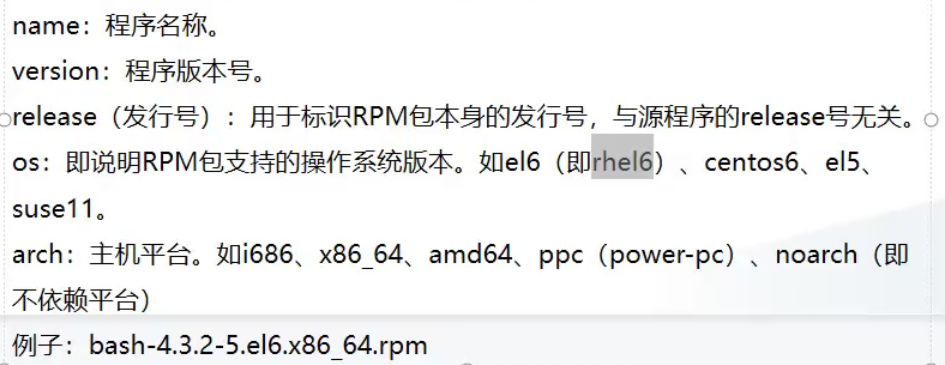 name：程序名称。
version：程序版本号。
release（发行号）：用于标识RPM包本身的发行号，与源程序的release号无关。
os：即说明RPM包支持的操作系统版本。如el6（即rhel6）、centos6、el5、
suse11。
arch：主机平台。如i686、x86_64、amd64、ppc（power-pc）、noarch（即
不依赖平台）
例子：bash-4.3.2-5.el6.x86_64.rpm